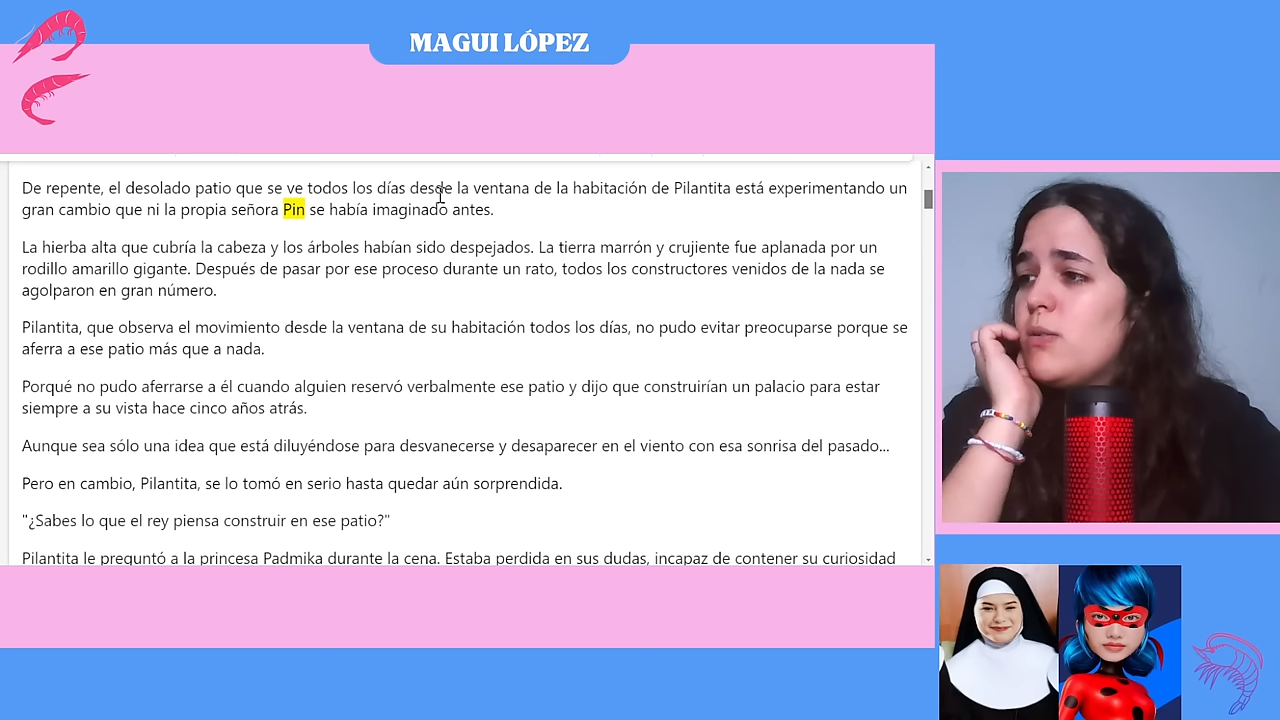 MAGUI LÓPEZ
De repente, el desolado patio que se ve todos los días desde la ventana de la habitación de Pilantita está experimentando un
gran cambio que ni la propia señora Pin se había imaginado antes.
La hierba alta que cubría la cabeza y los árboles habían sido despejados. La tierra marrón y crujiente fue aplanada por un
rodillo amarillo gigante. Después de pasar por ese proceso durante un rato, todos los constructores venidos de la nada se
agolparon en gran número.
Pilantita, que observa el movimiento desde la ventana de su habitación todos los días, no pudo evitar preocuparse porque se
aferra a ese patio más que a nada.
Porqué no pudo aferrarse a él cuando alguien reservó verbalmente ese patio y dijo que construirían un palacio para estar
siempre a su vista hace cinco años atrás.
Aunque sea sólo una idea que está diluyéndose para desvanecerse y desaparecer en el viento con esa sonrisa del pasado...
Pero en cambio, Pilantita, se lo tomó en serio hasta quedar aún sorprendida.
"¿Sabes lo que el rey piensa construir en ese patio?"
Pilantita le preguntó a la princesa Padmika durante la cena. Estaba perdida en sus dudas, incapaz de contener su curiosidad